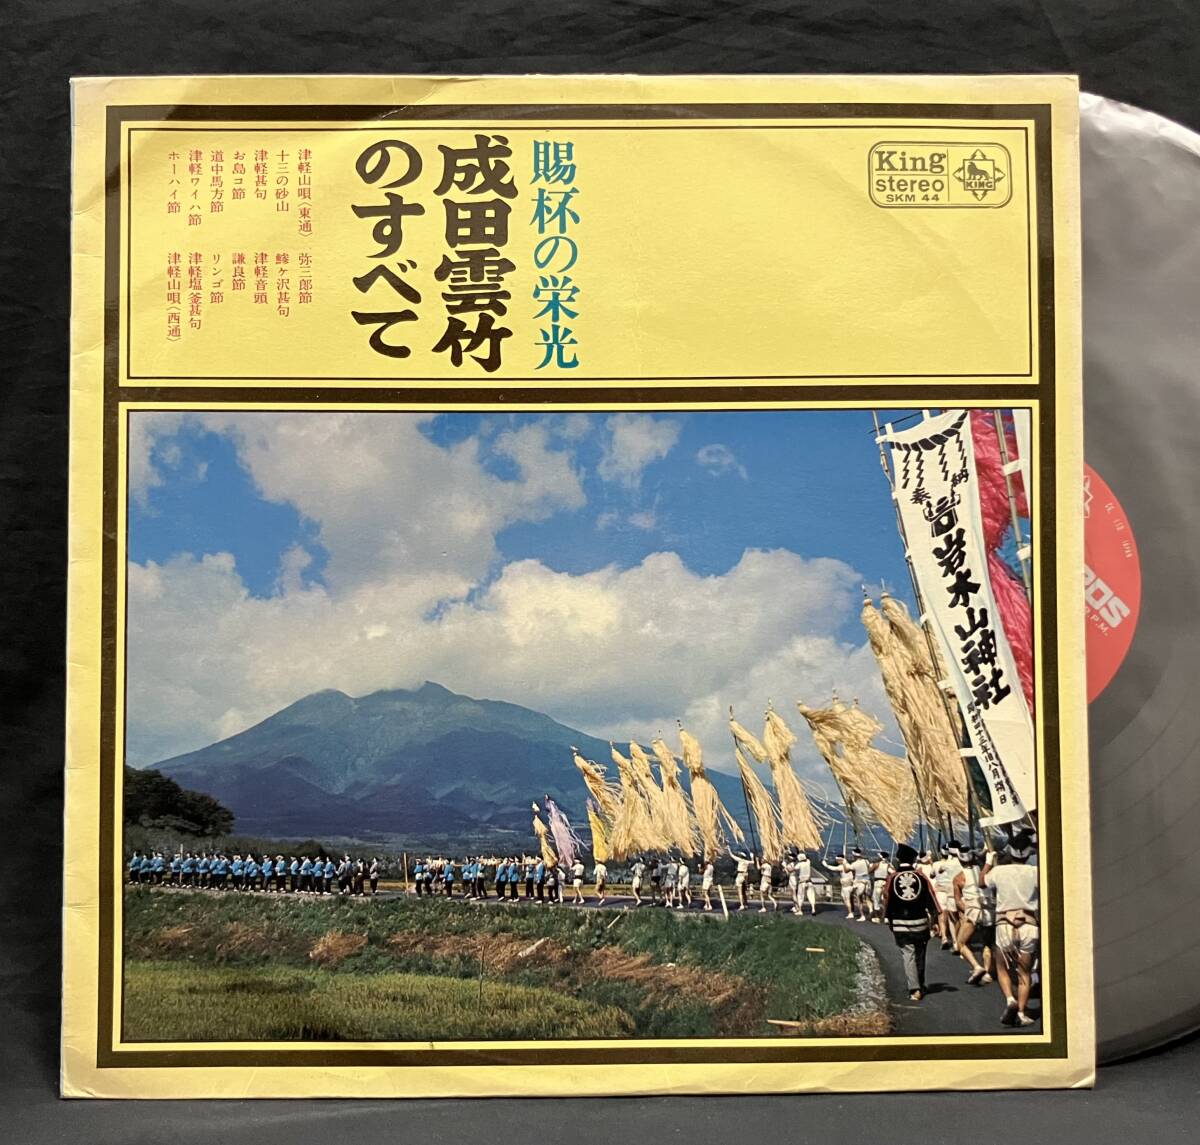 賜杯の栄光
成田雲竹
のすべて
津軽山唄〈東通〉
十三の砂山
津軽甚句
お島コ節
道中馬方節
津軽ワイハ節
ホーハイ節
弥三郎節
鰺ヶ沢甚句
津軽音頭
謙良節
リンゴ節
津軽塩釜甚句
津軽山唄〈西通〉
King
stereo
SKM 44
KING
奉納
岩木山神社